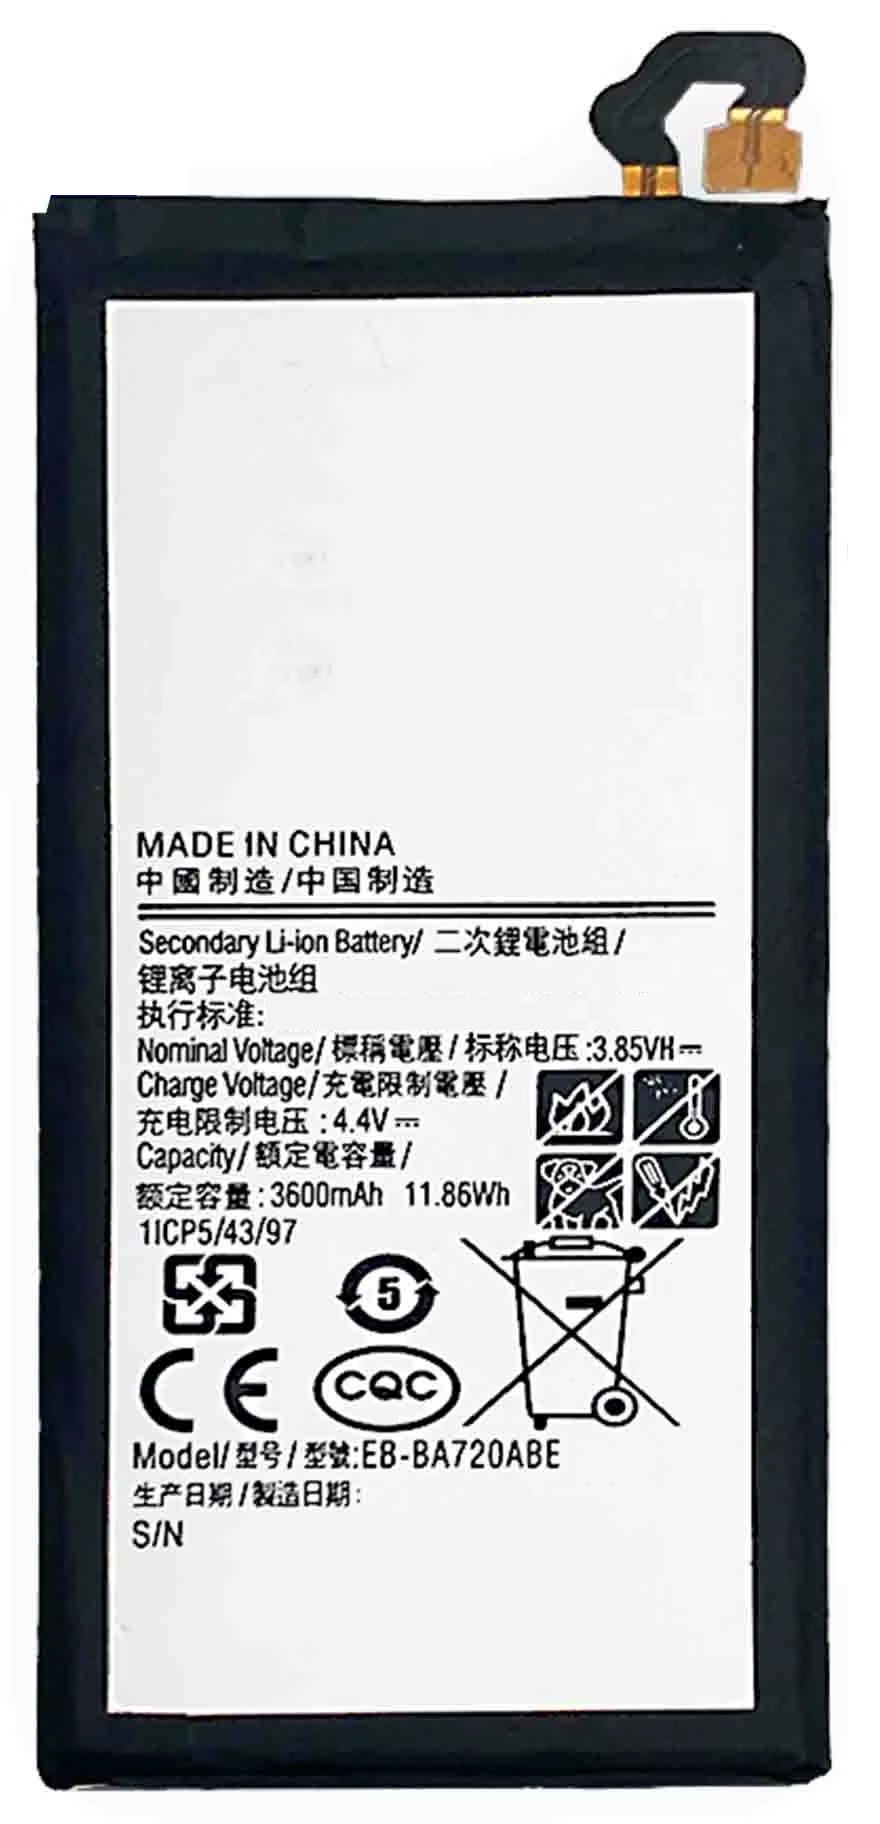 MADE IN CHINA
中國制造/中国制造
Secondary Li-ion Battery/ 二次鋰電池組/
锂离子电池组
执行标准:
Nominal Voltage/ 標稱電壓 / 标称电压 :3.85VH⎓
Charge Voltage/充電限制電壓 /
充电限制电压 : 4.4V⎓
Capacity/ 額定電容量/
额定容量 : 3600mAh 11.86Wh
1ICP5/43/97
5
CE CQC
Model/ 型号 / 型號:EB-BA720ABE
生产日期 / 製造日期:
S/N